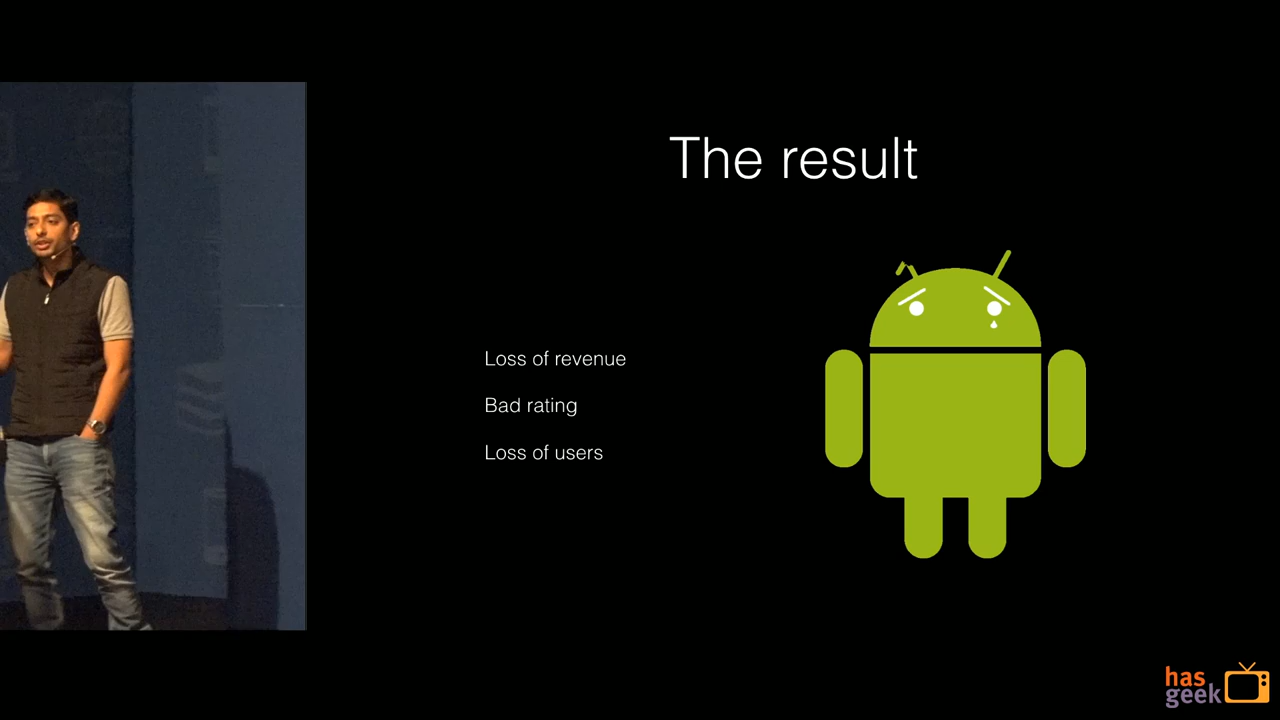 The result
Loss of revenue
Bad rating
Loss of users
has
geek